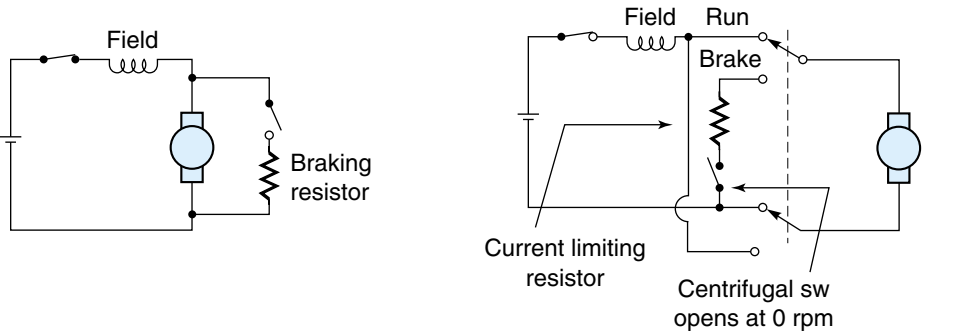 Field
Braking
resistor
Field
Run
Brake
Current limiting
resistor
Centrifugal sw
opens at 0 rpm